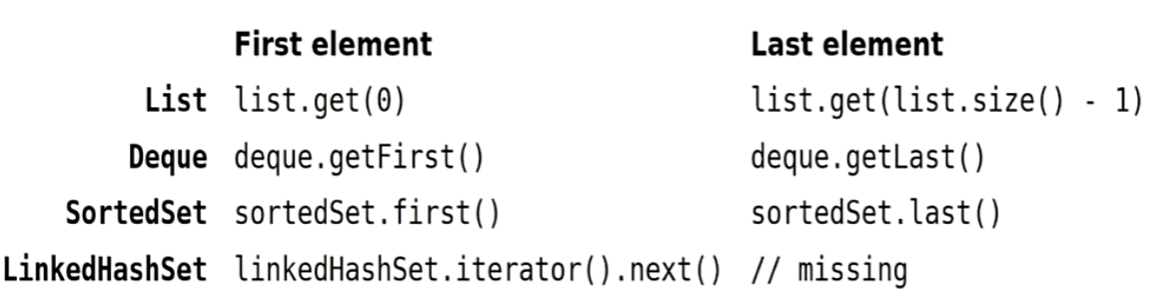 First element Last element
List list.get(0) list.get(list.size() - 1)
Deque deque.getFirst() deque.getLast()
SortedSet sortedSet.first() sortedSet.last()
LinkedHashSet linkedHashSet.iterator().next() // missing